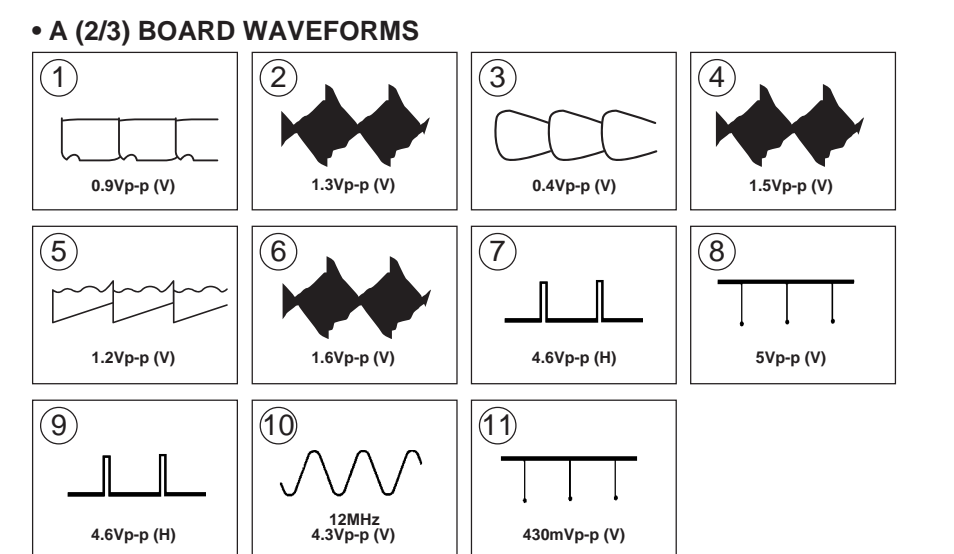 • A (2/3) BOARD WAVEFORMS
1
0.9Vp-p (V)
2
1.3Vp-p (V)
3
0.4Vp-p (V)
4
1.5Vp-p (V)
5
1.2Vp-p (V)
6
1.6Vp-p (V)
7
4.6Vp-p (H)
8
5Vp-p (V)
9
4.6Vp-p (H)
10
12MHz
4.3Vp-p (V)
11
430mVp-p (V)